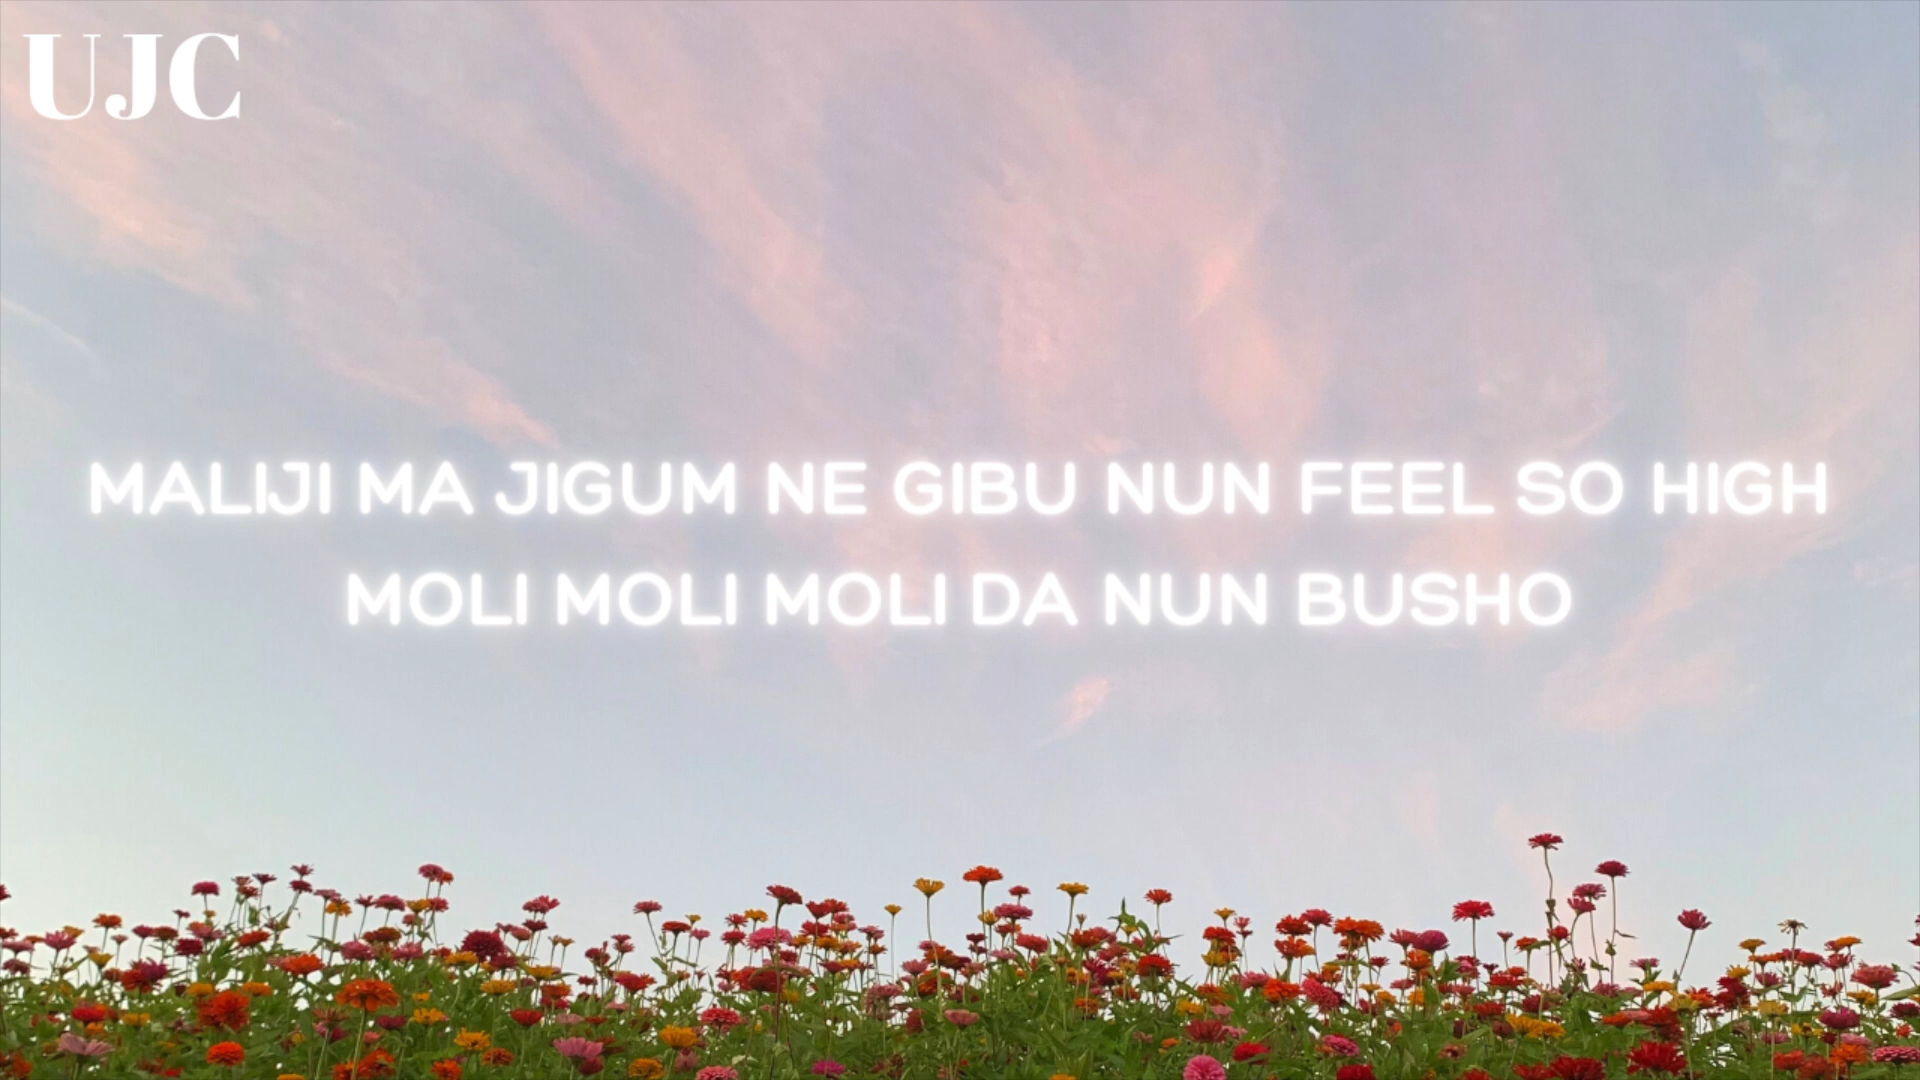 UJC
MALIJI MA JIGUM NE GIBU NUN FEEL SO HIGH
MOLI MOLI MOLI DA NUN BUSHO